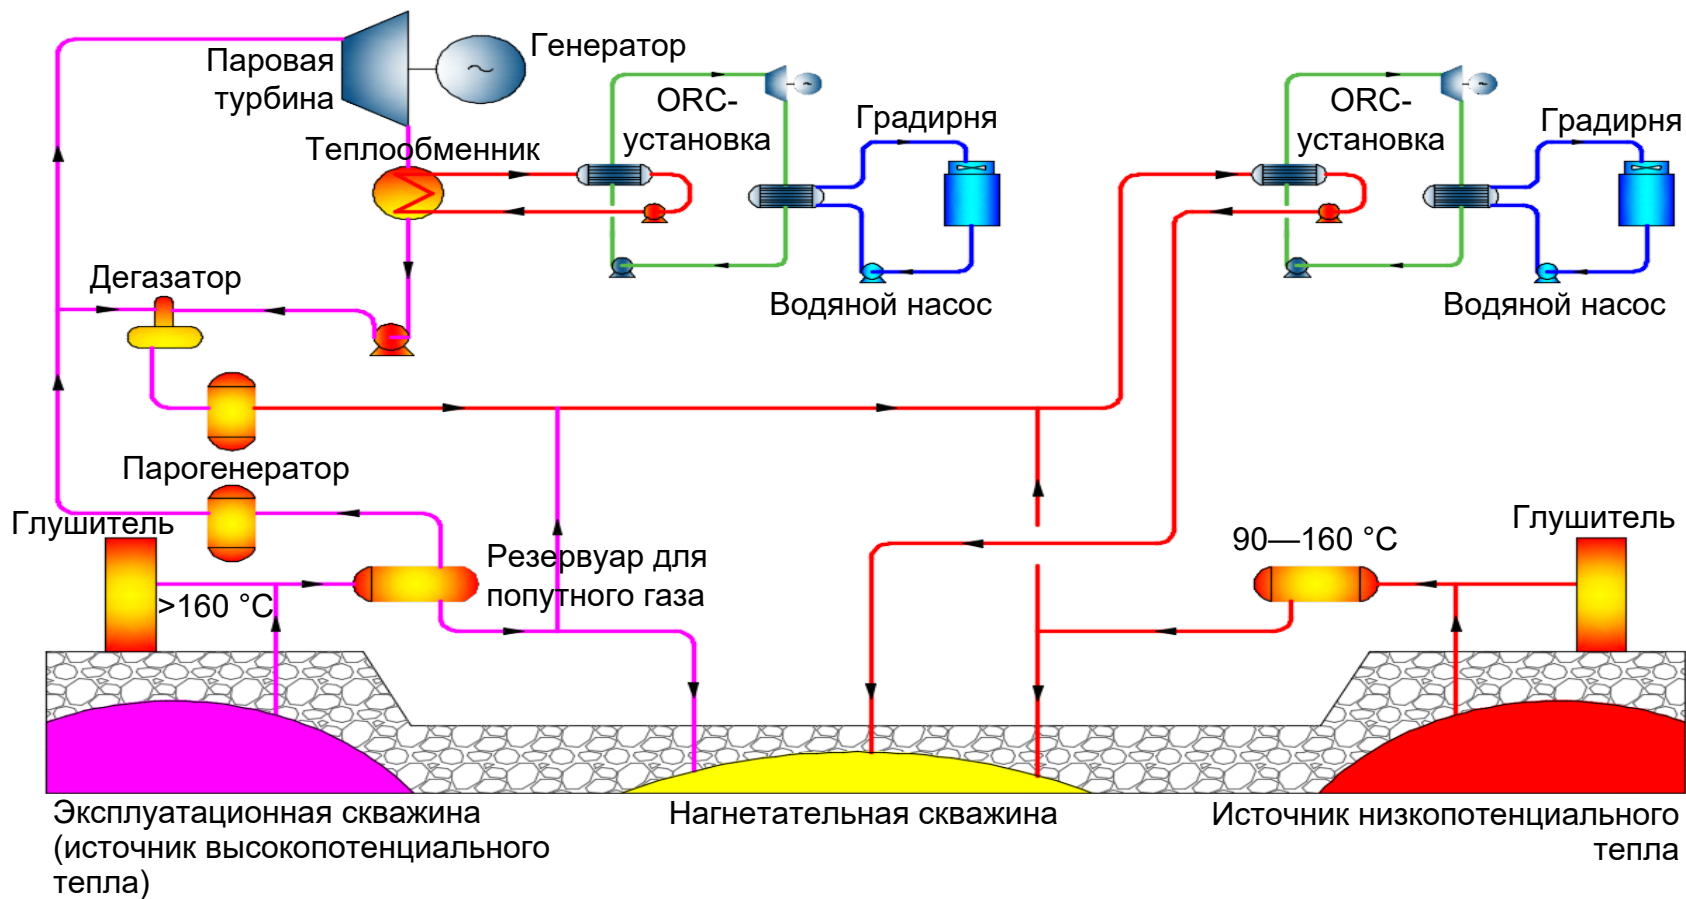 Паровая
турбина
Генератор
Теплообменник
ORC-
установка
Градирня
Водяной насос
ORC-
установка
Градирня
Водяной насос
Дегазатор
Парогенератор
Глушитель
>160 °C
Резервуар для
попутного газа
90—160 °C
Глушитель
Эксплуатационная скважина
(источник высокопотенциального
тепла)
Нагнетательная скважина
Источник низкопотенциального
тепла